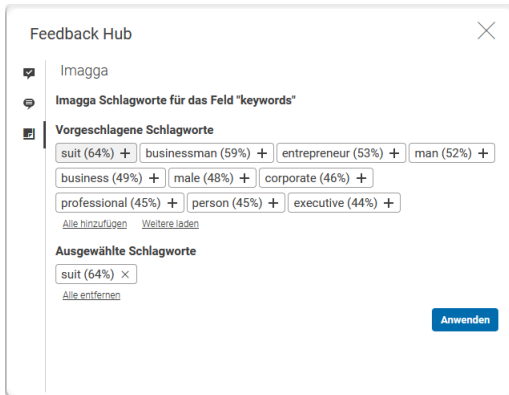 Feedback Hub
Imagga
Imagga Schlagworte für das Feld "keywords"
Vorgeschlagene Schlagworte
suit (64%) + businessman (59%) + entrepreneur (53%) + man (52%) +
business (49%) + male (48%) + corporate (46%) +
professional (45%) + person (45%) + executive (44%) +
Alle hinzufügen Weitere laden
Ausgewählte Schlagworte
suit (64%) ×
Alle entfernen
Anwenden